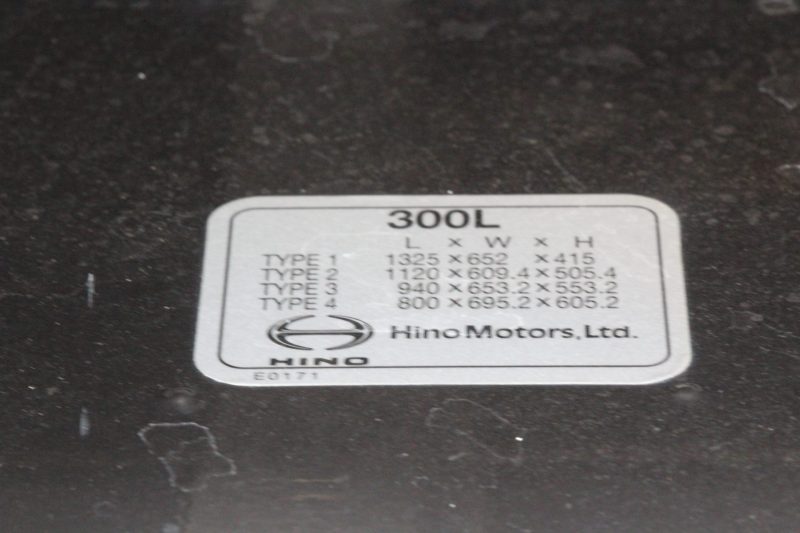 300L
L × W × H
TYPE 1 1325 × 652 × 415
TYPE 2 1120 × 609.4 × 505.4
TYPE 3 940 × 653.2 × 553.2
TYPE 4 800 × 695.2 × 605.2
Hino Motors, Ltd.
HINO
E0171